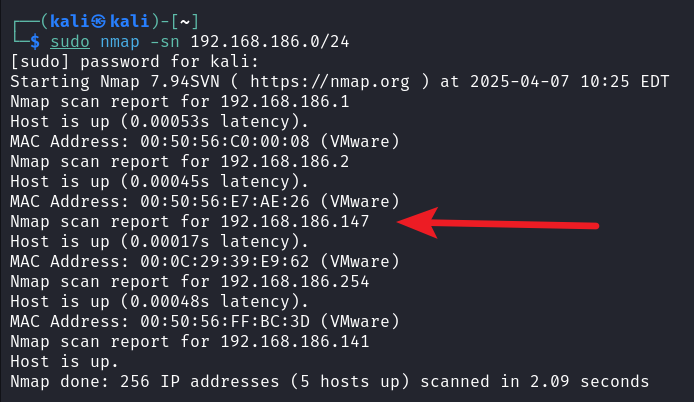 ┌──(kali㉿kali)-[~]
└─$ sudo nmap -sn 192.168.186.0/24
[sudo] password for kali:
Starting Nmap 7.94SVN ( https://nmap.org ) at 2025-04-07 10:25 EDT
Nmap scan report for 192.168.186.1
Host is up (0.00053s latency).
MAC Address: 00:50:56:C0:00:08 (VMware)
Nmap scan report for 192.168.186.2
Host is up (0.00045s latency).
MAC Address: 00:50:56:E7:AE:26 (VMware)
Nmap scan report for 192.168.186.147
Host is up (0.00017s latency).
MAC Address: 00:0C:29:39:E9:62 (VMware)
Nmap scan report for 192.168.186.254
Host is up (0.00048s latency).
MAC Address: 00:50:56:FF:BC:3D (VMware)
Nmap scan report for 192.168.186.141
Host is up.
Nmap done: 256 IP addresses (5 hosts up) scanned in 2.09 seconds